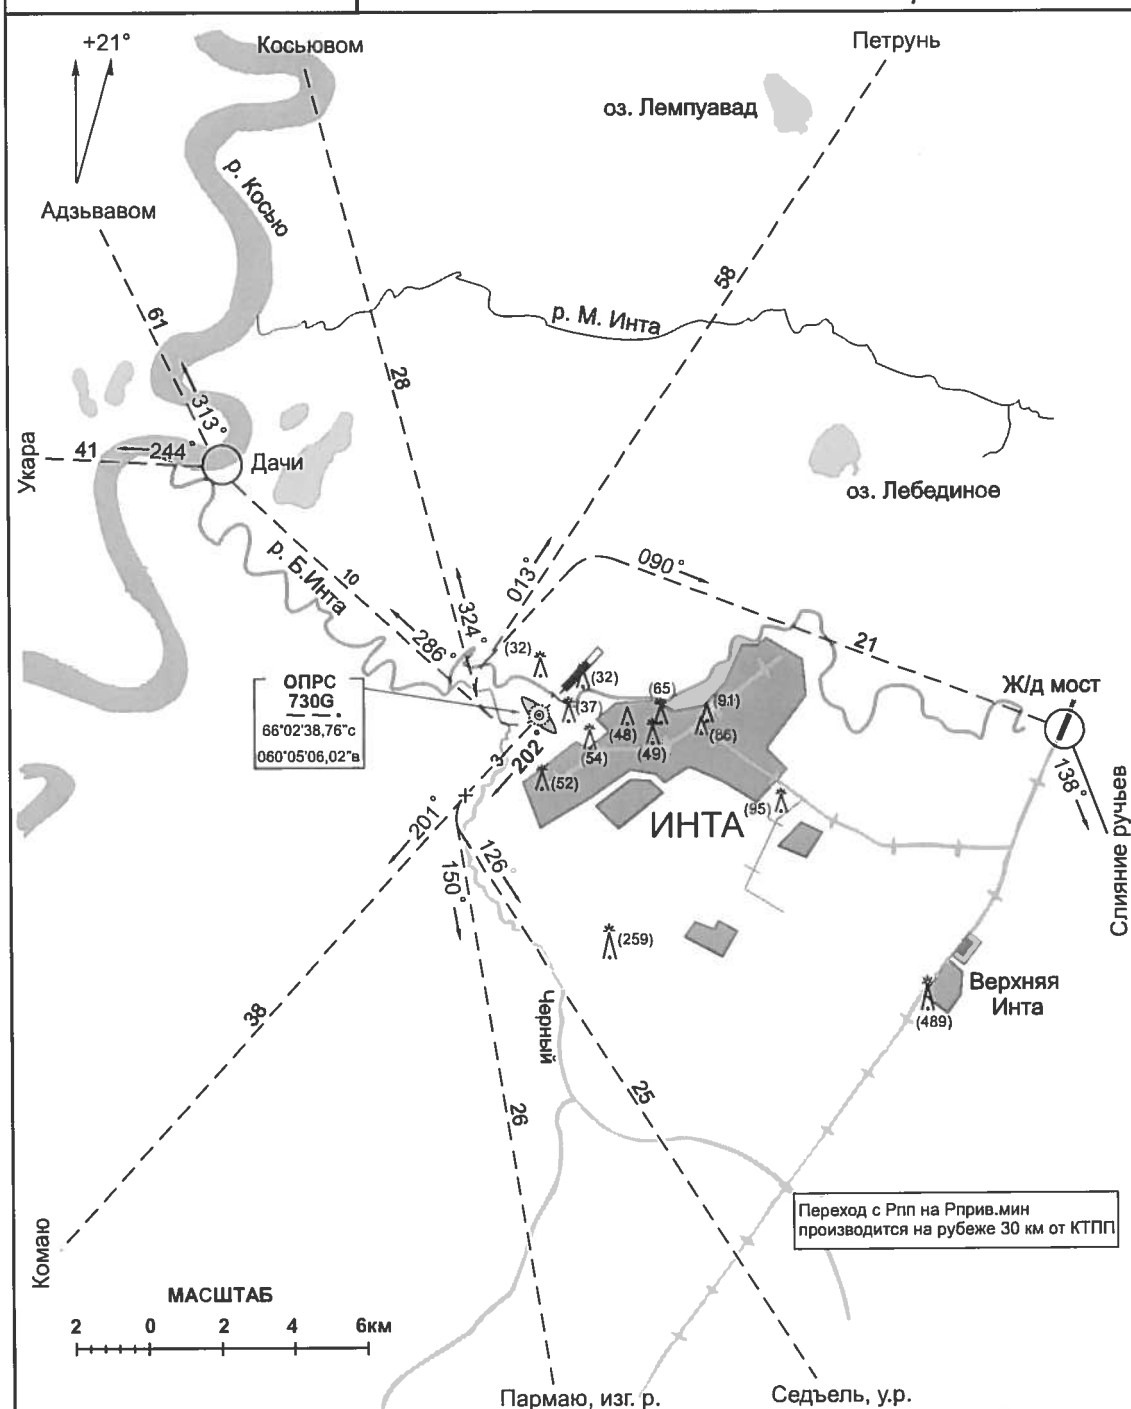 +21°
Косьювом
Петрунь
оз. Лемпуавад
р. Косью
Адзьвавом
58
61
р. М. Инта
28
313°
Укара
41
244°
Дачи
оз. Лебединое
р. Б.Инта
10
013°
090°
324°
286°
21
(32)
ОПРС
730G
66°02'38,76"с
060°05'06,02"в
(32)
(37)
(65)
(91)
(48)
(86)
(49)
(54)
(52)
Ж/д мост
3
202°
138°
(95)
ИНТА
201°
126°
150°
Слияние ручьев
(259)
Верхняя
Инта
(489)
38
Черный
26
25
Переход с Рпп на Рприв.мин
производится на рубеже 30 км от КТПП
Комаю
МАСШТАБ
2 0 2 4 6км
Пармаю, изг. р.
Седъель, у.р.